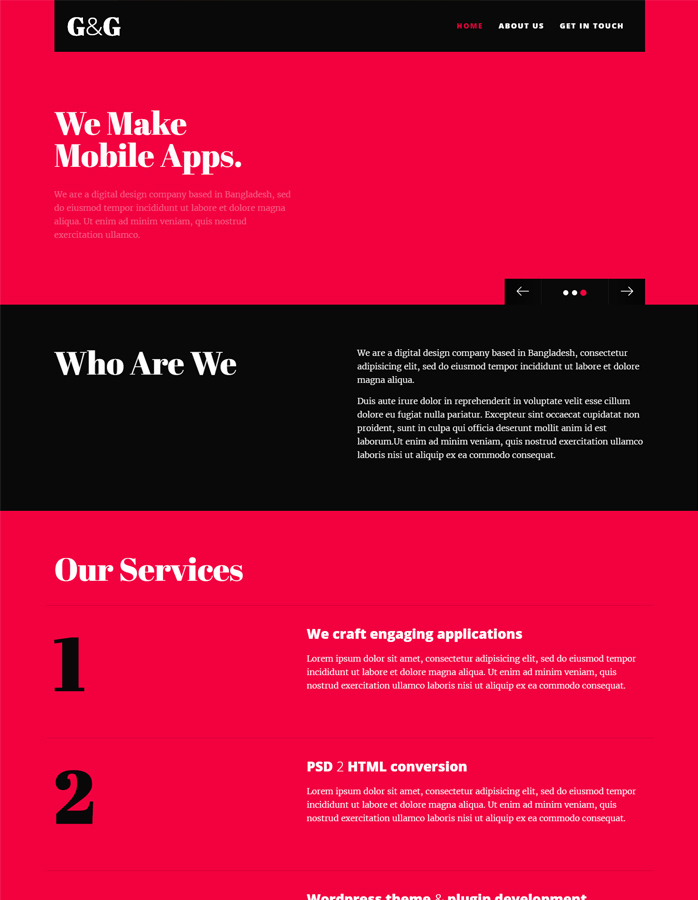 G&G
HOME ABOUT US GET IN TOUCH
We Make
Mobile Apps.
We are a digital design company based in Bangladesh, sed
do eiusmod tempor incididunt ut labore et dolore magna
aliqua. Ut enim ad minim veniam, quis nostrud
exercitation ullamco.
Who Are We
We are a digital design company based in Bangladesh, consectetur
adipisicing elit, sed do eiusmod tempor incididunt ut labore et dolore
magna aliqua.
Duis aute irure dolor in reprehenderit in voluptate velit esse cillum
dolore eu fugiat nulla pariatur. Excepteur sint occaecat cupidatat non
proident, sunt in culpa qui officia deserunt mollit anim id est
laborum.Ut enim ad minim veniam, quis nostrud exercitation ullamco
laboris nisi ut aliquip ex ea commodo consequat.
Our Services
1
We craft engaging applications
Lorem ipsum dolor sit amet, consectetur adipisicing elit, sed do eiusmod tempor
incididunt ut labore et dolore magna aliqua. Ut enim ad minim veniam, quis
nostrud exercitation ullamco laboris nisi ut aliquip ex ea commodo consequat.
2
PSD 2 HTML conversion
Lorem ipsum dolor sit amet, consectetur adipisicing elit, sed do eiusmod tempor
incididunt ut labore et dolore magna aliqua. Ut enim ad minim veniam, quis
nostrud exercitation ullamco laboris nisi ut aliquip ex ea commodo consequat.
Wordpress theme & plugin development